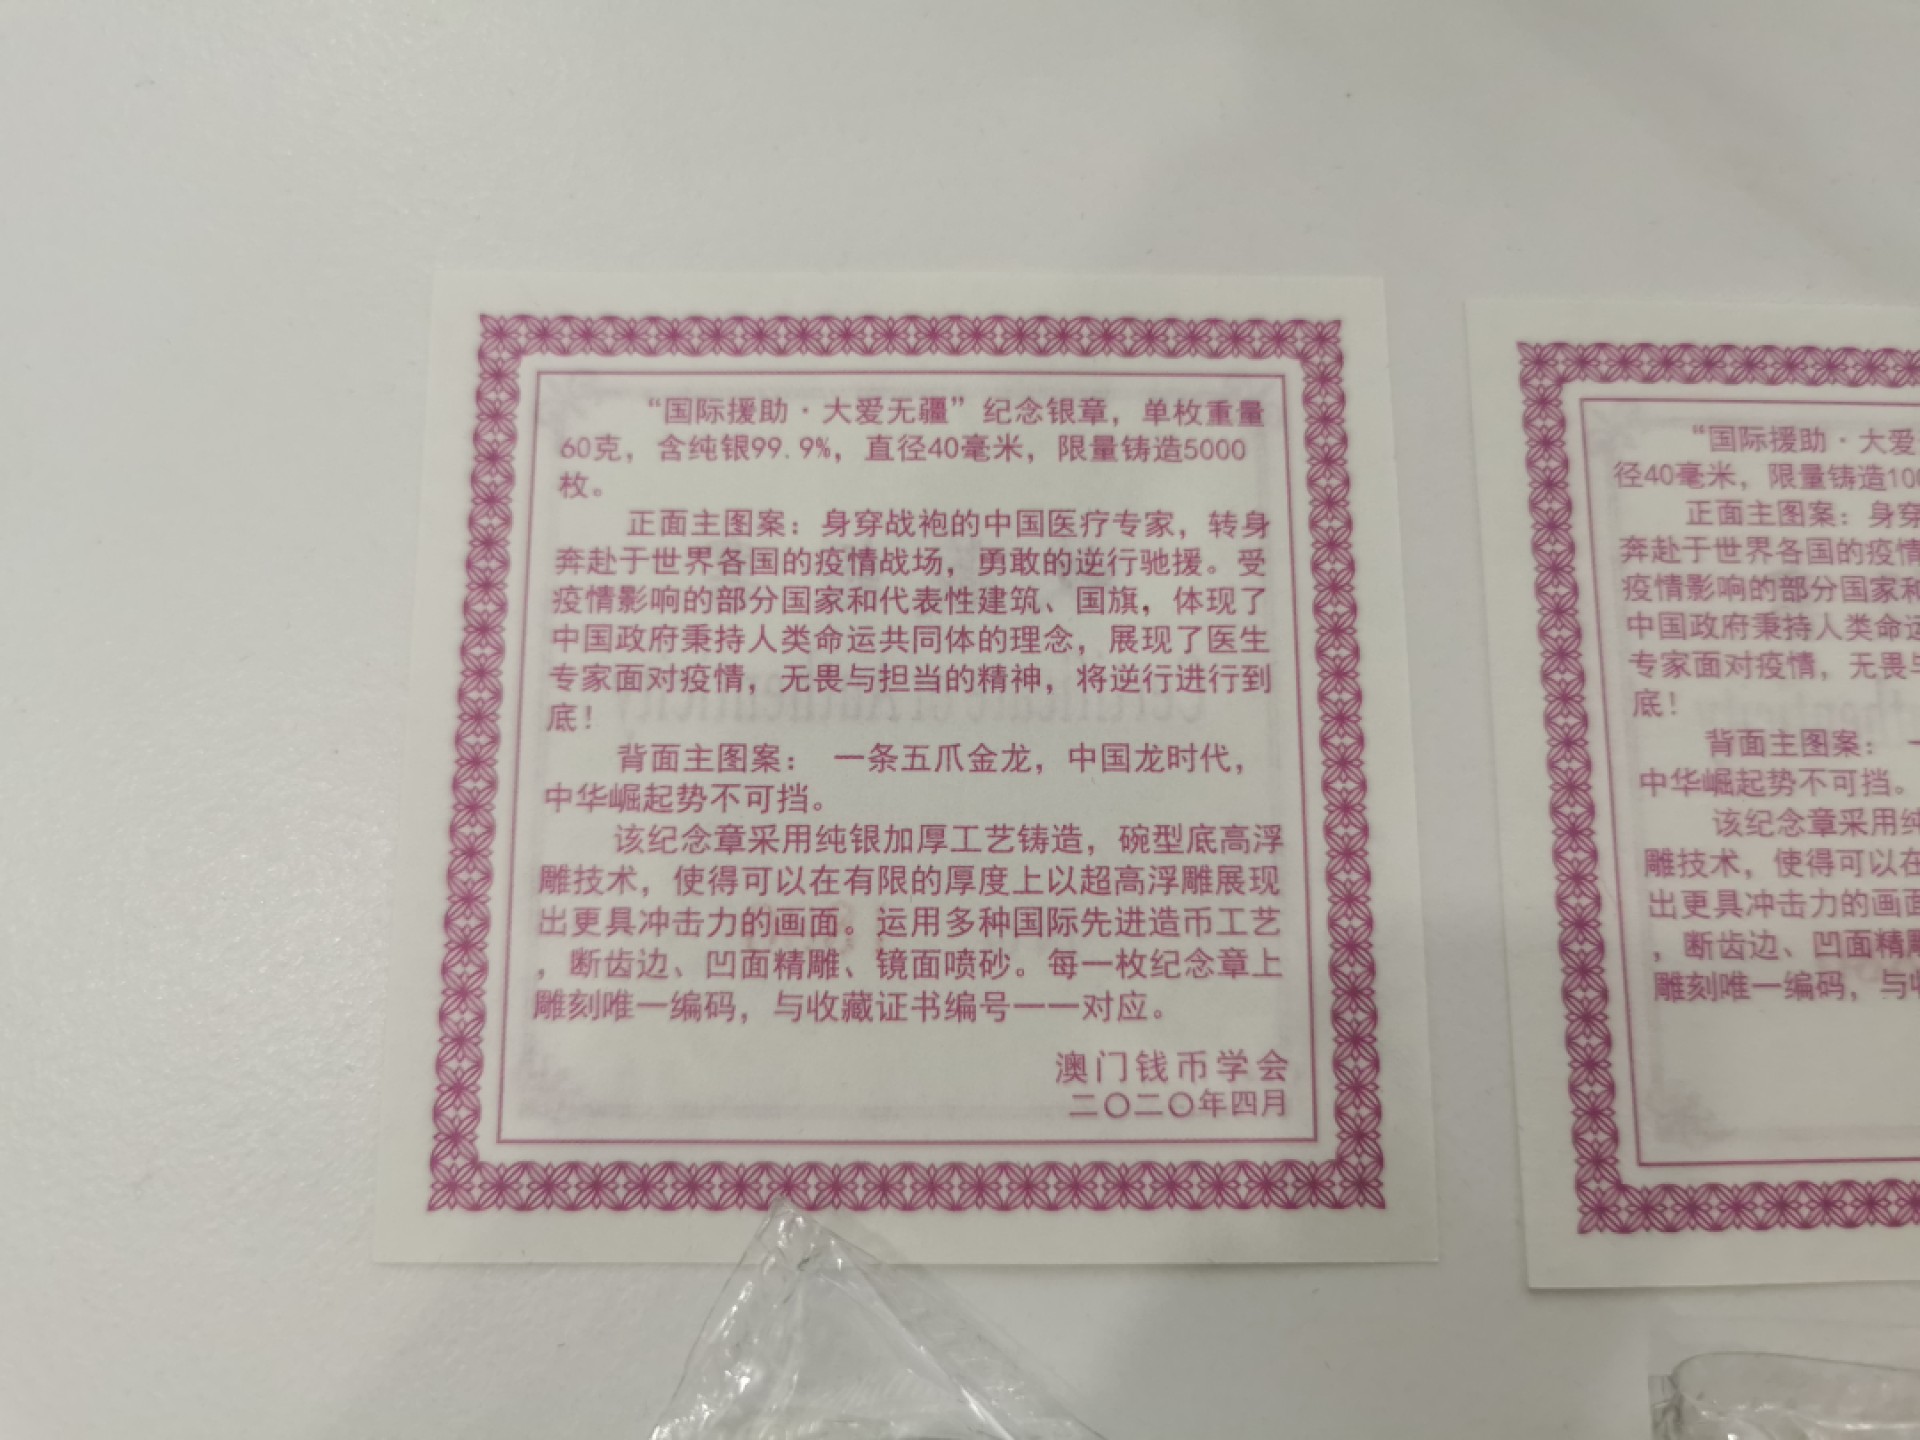 “国际援助·大爱无疆”纪念银章，单枚重量
60克，含纯银99.9%，直径40毫米，限量铸造5000
枚。
正面主图案：身穿战袍的中国医疗专家，转身
奔赴于世界各国的疫情战场，勇敢的逆行驰援。受
疫情影响的部分国家和代表性建筑、国旗，体现了
中国政府秉持人类命运共同体的理念，展现了医生
专家面对疫情，无畏与担当的精神，将逆行进行到
底！
背面主图案： 一条五爪金龙，中国龙时代，
中华崛起势不可挡。
该纪念章采用纯银加厚工艺铸造，碗型底高浮
雕技术，使得可以在有限的厚度上以超高浮雕展现
出更具冲击力的画面。运用多种国际先进造币工艺
，断齿边、凹面精雕、镜面喷砂。每一枚纪念章上
雕刻唯一编码，与收藏证书编号一一对应。
澳门钱币学会
二〇二〇年四月
“国际援助·大爱
径40毫米，限量铸造100
正面主图案：身穿
奔赴于世界各国的疫情
疫情影响的部分国家和
中国政府秉持人类命运
专家面对疫情，无畏与
底！
背面主图案： 一
中华崛起势不可挡。
该纪念章采用纯
雕技术，使得可以在
出更具冲击力的画面
，断齿边、凹面精雕
雕刻唯一编码，与收